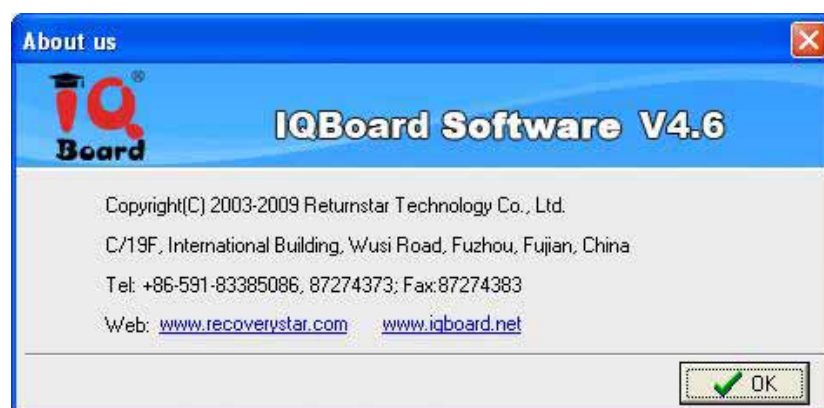 About us
iQ®
Board
IQBoard Software V4.6
Copyright(C) 2003-2009 Returnstar Technology Co., Ltd.
C/19F, International Building, Wusi Road, Fuzhou, Fujian, China
Tel: +86-591-83385086, 87274373; Fax:87274383
Web: www.recoverystar.com www.iqboard.net
OK